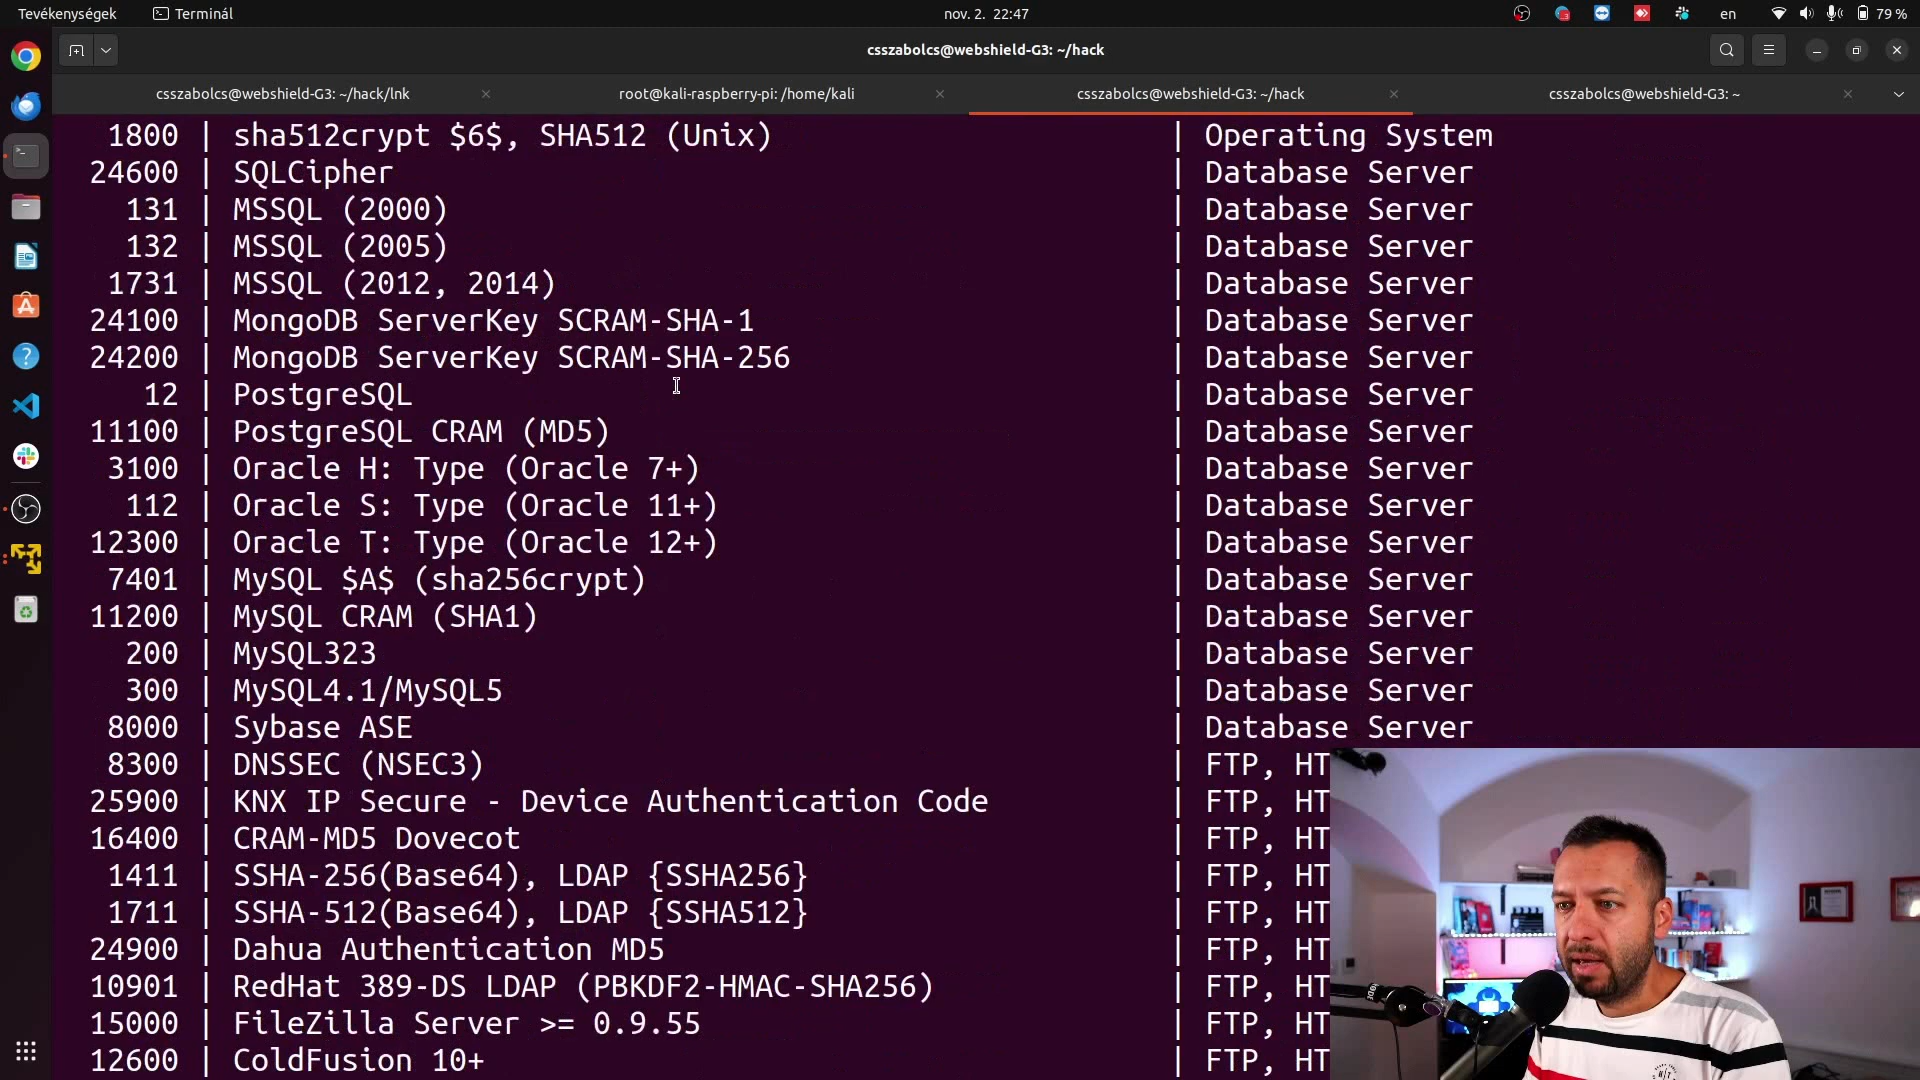 Tevékenységek
Terminál
nov. 2. 22:47
en
79 %
csszabolcs@webshield-G3: ~/hack
csszabolcs@webshield-G3: ~/hack/lnk
root@kali-raspberry-pi: /home/kali
csszabolcs@webshield-G3: ~/hack
csszabolcs@webshield-G3: ~
1800 | sha512crypt $6$, SHA512 (Unix) | Operating System
24600 | SQLCipher | Database Server
131 | MSSQL (2000) | Database Server
132 | MSSQL (2005) | Database Server
1731 | MSSQL (2012, 2014) | Database Server
24100 | MongoDB ServerKey SCRAM-SHA-1 | Database Server
24200 | MongoDB ServerKey SCRAM-SHA-256 | Database Server
12 | PostgreSQL | Database Server
11100 | PostgreSQL CRAM (MD5) | Database Server
3100 | Oracle H: Type (Oracle 7+) | Database Server
112 | Oracle S: Type (Oracle 11+) | Database Server
12300 | Oracle T: Type (Oracle 12+) | Database Server
7401 | MySQL $A$ (sha256crypt) | Database Server
11200 | MySQL CRAM (SHA1) | Database Server
200 | MySQL323 | Database Server
300 | MySQL4.1/MySQL5 | Database Server
8000 | Sybase ASE | Database Server
8300 | DNSSEC (NSEC3) | FTP, HT
25900 | KNX IP Secure - Device Authentication Code | FTP, HT
16400 | CRAM-MD5 Dovecot | FTP, HT
1411 | SSHA-256(Base64), LDAP {SSHA256} | FTP, HT
1711 | SSHA-512(Base64), LDAP {SSHA512} | FTP, HT
24900 | Dahua Authentication MD5 | FTP, HT
10901 | RedHat 389-DS LDAP (PBKDF2-HMAC-SHA256) | FTP, HT
15000 | FileZilla Server >= 0.9.55 | FTP, HT
12600 | ColdFusion 10+ | FTP, HT
RODE